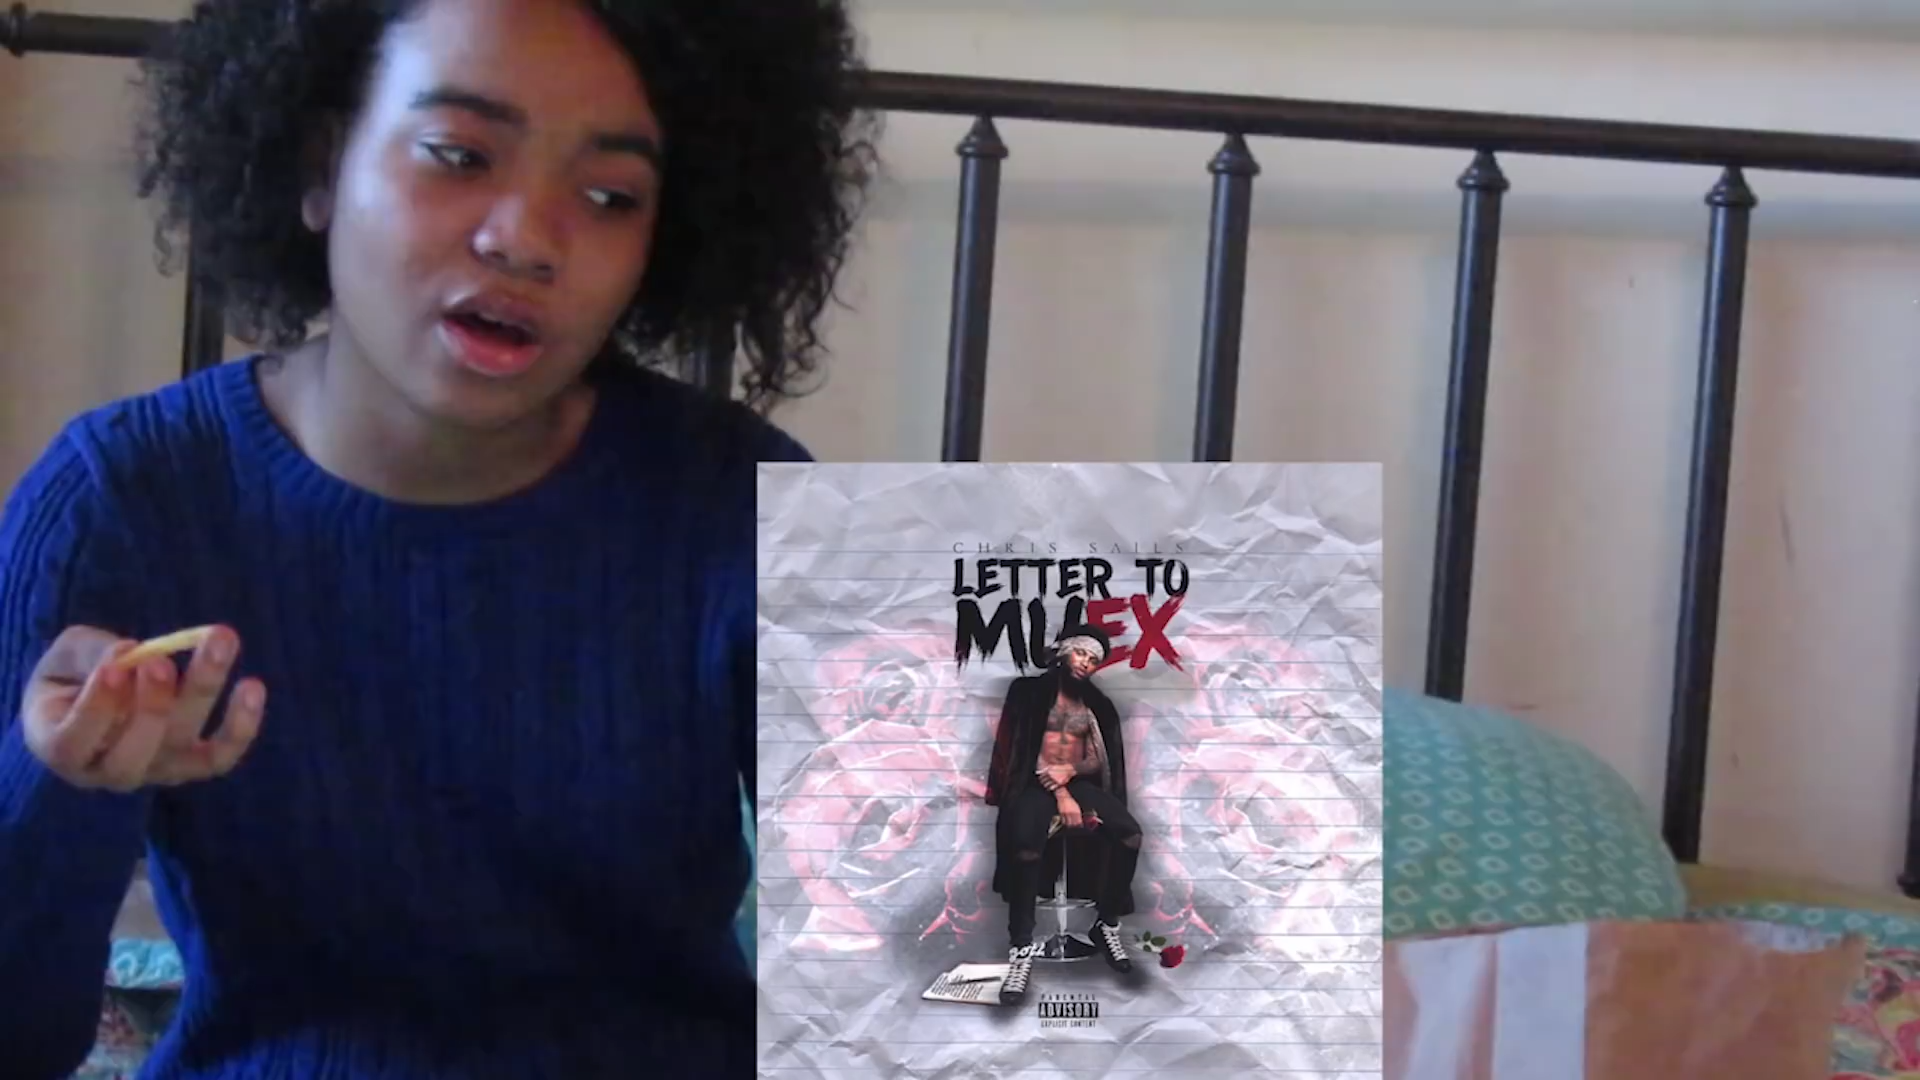 CHRIS SAILS
LETTER TO
MY EX
PARENTAL
ADVISORY
EXPLICIT CONTENT